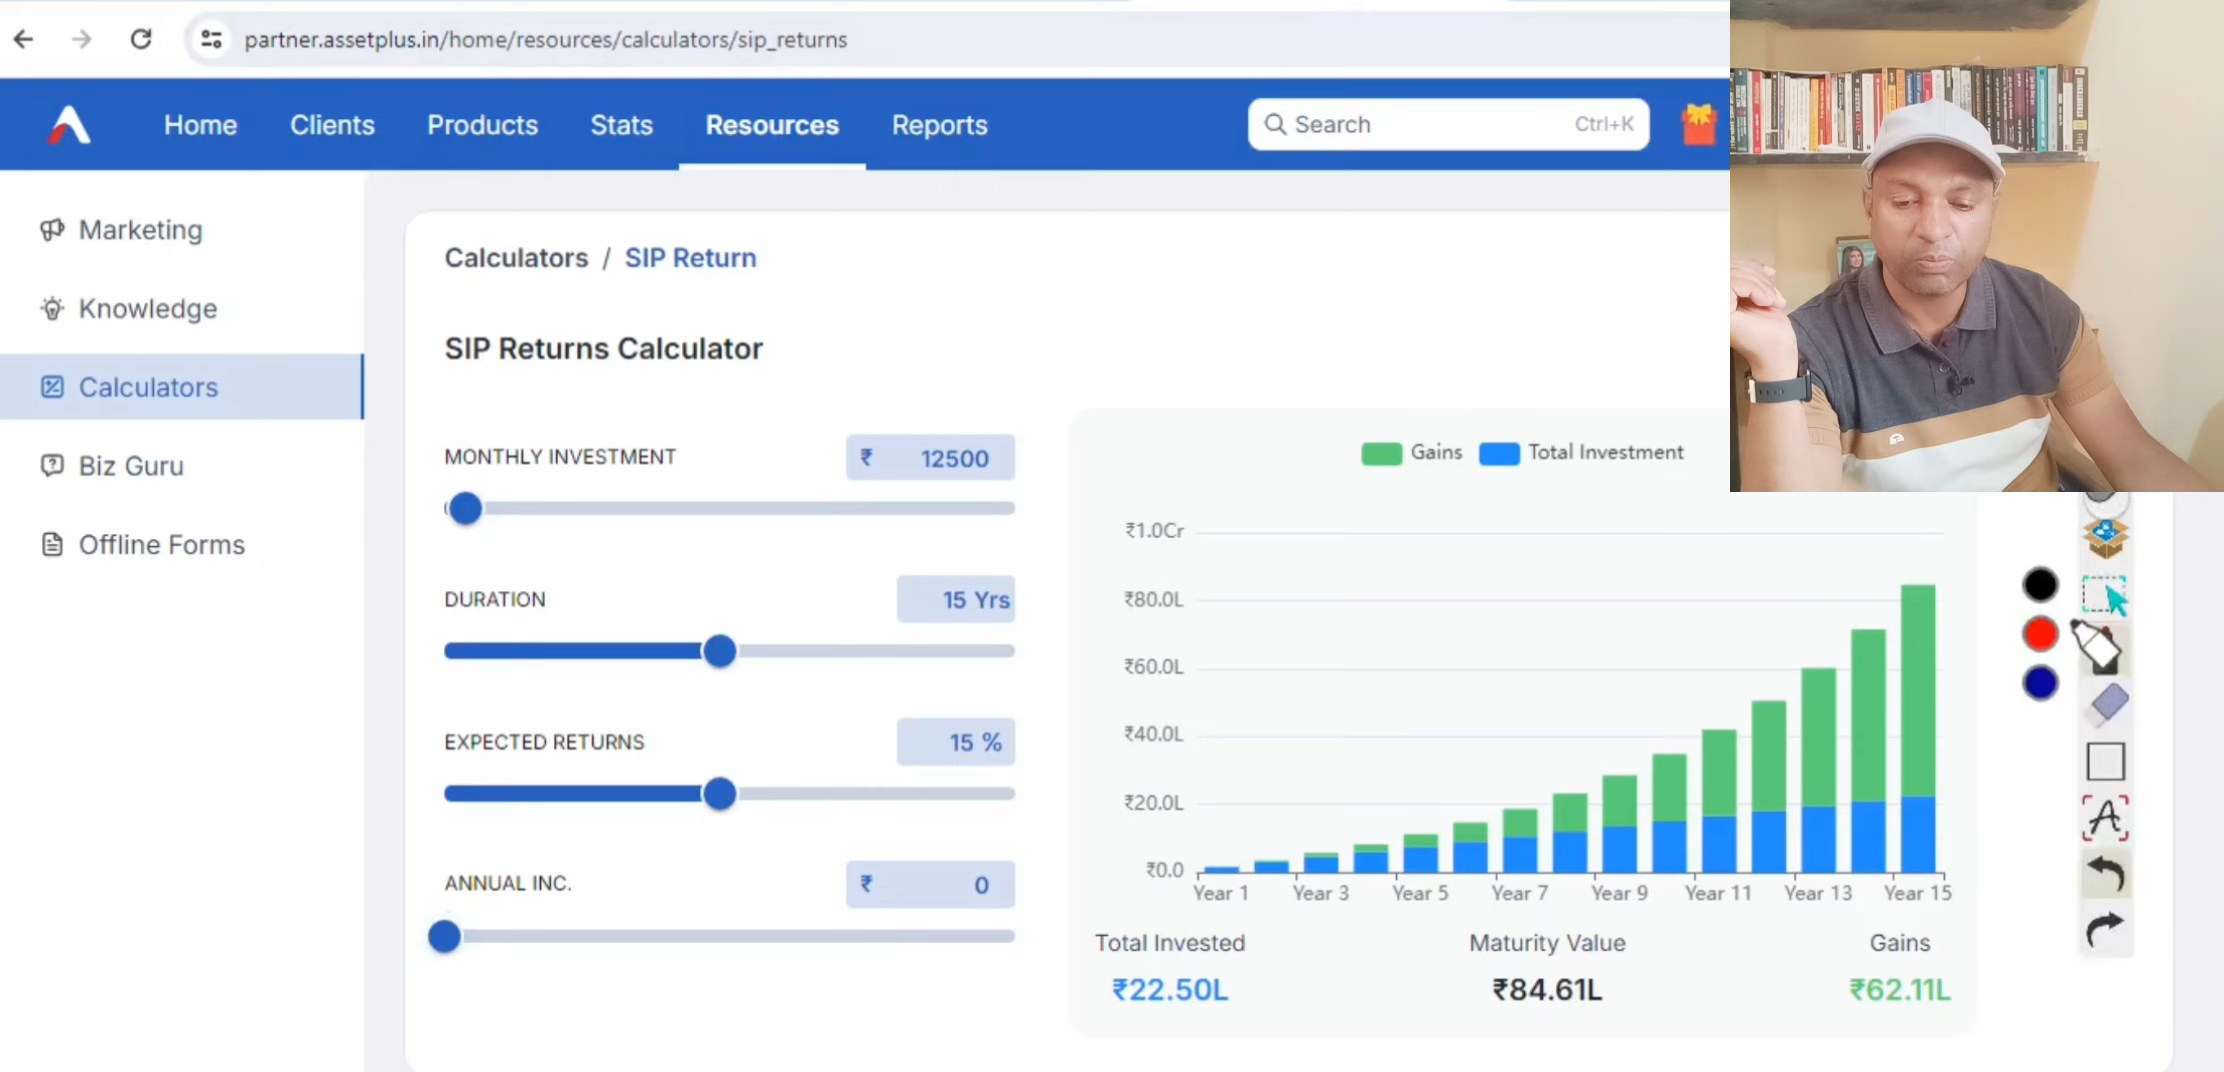 partner.assetplus.in/home/resources/calculators/sip_returns
Home Clients Products Stats Resources Reports
Search Ctrl+K
Marketing
Knowledge
Calculators
Biz Guru
Offline Forms
Calculators / SIP Return
SIP Returns Calculator
MONTHLY INVESTMENT ₹ 12500
DURATION 15 Yrs
EXPECTED RETURNS 15 %
ANNUAL INC. ₹ 0
Gains Total Investment
₹1.0Cr
₹80.0L
₹60.0L
₹40.0L
₹20.0L
₹0.0
Year 1 Year 3 Year 5 Year 7 Year 9 Year 11 Year 13 Year 15
Total Invested Maturity Value Gains
₹22.50L ₹84.61L ₹62.11L
A